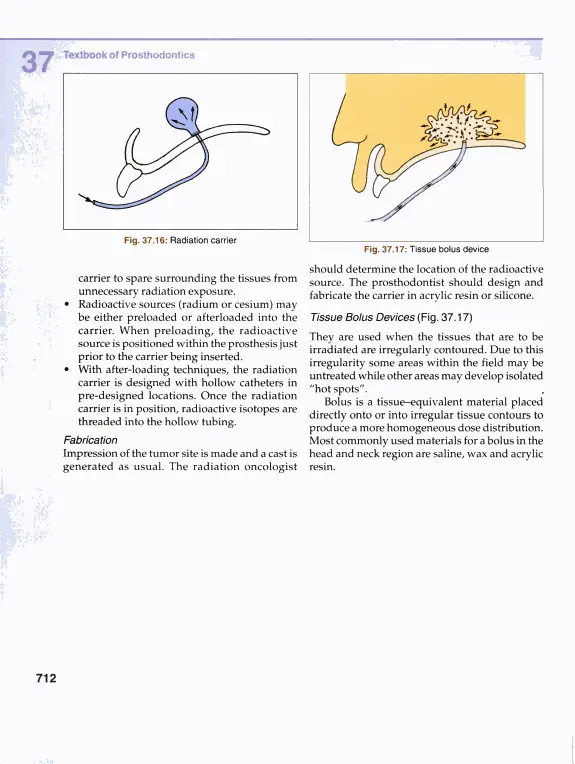 37 Textbook of Prosthodontics
Fig. 37.16: Radiation carrier
carrier to spare surrounding the tissues from
unnecessary radiation exposure.
• Radioactive sources (radium or cesium) may
be either preloaded or afterloaded into the
carrier. When preloading, the radioactive
source is positioned within the prosthesis just
prior to the carrier being inserted.
• With after-loading techniques, the radiation
carrier is designed with hollow catheters in
pre-designed locations. Once the radiation
carrier is in position, radioactive isotopes are
threaded into the hollow tubing.
Fabrication
Impression of the tumor site is made and a cast is
generated as usual. The radiation oncologist
Fig. 37.17: Tissue bolus device
should determine the location of the radioactive
source. The prosthodontist should design and
fabricate the carrier in acrylic resin or silicone.
Tissue Bolus Devices (Fig. 37.17)
They are used when the tissues that are to be
irradiated are irregularly contoured. Due to this
irregularity some areas within the field may be
untreated while other areas may develop isolated
"hot spots".
Bolus is a tissue–equivalent material placed
directly onto or into irregular tissue contours to
produce a more homogeneous dose distribution.
Most commonly used materials for a bolus in the
head and neck region are saline, wax and acrylic
resin.
712